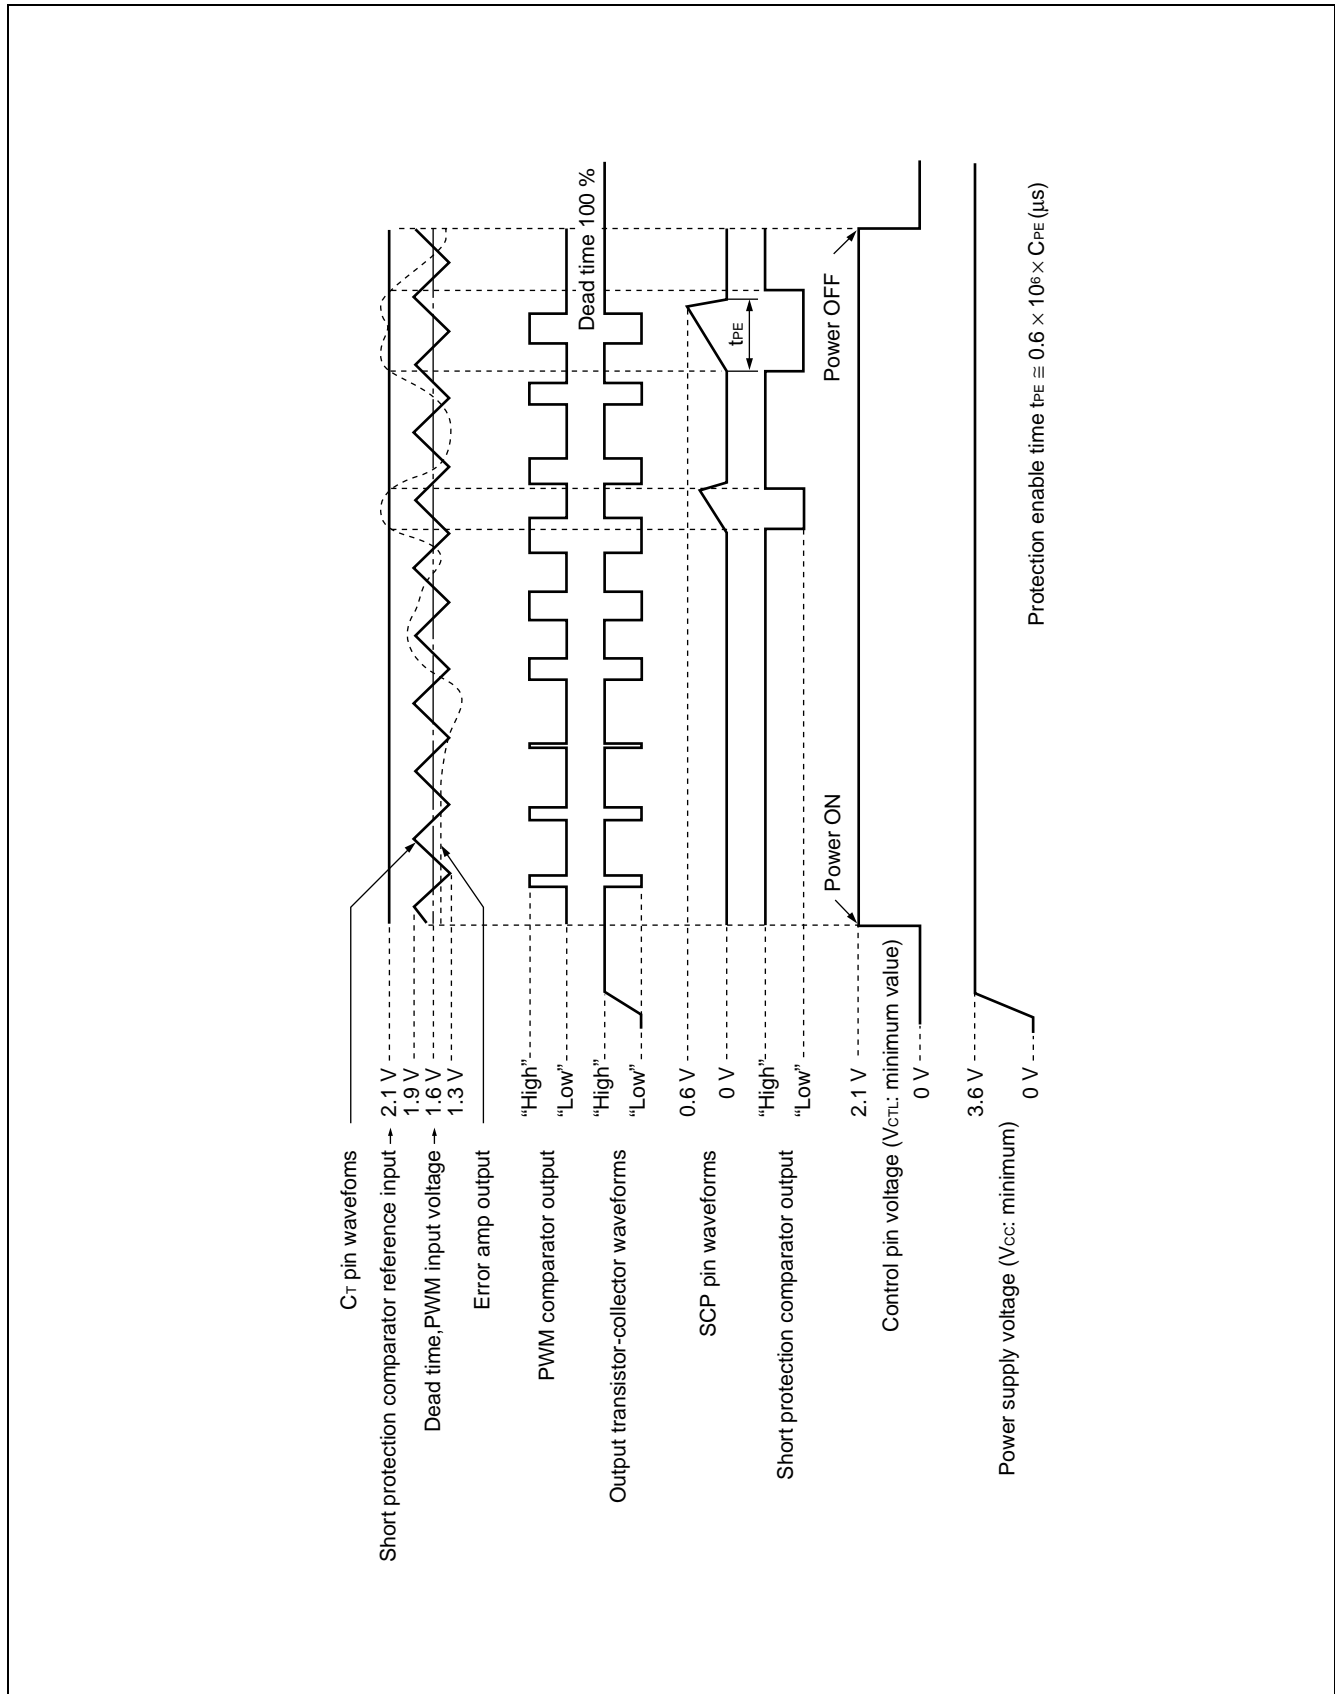 CT pin wavefoms
Short protection comparator reference input
2.1 V
1.9 V
Dead time,PWM input voltage
1.6 V
1.3 V
Error amp output
PWM comparator output
“High”
“Low”
Output transistor-collector waveforms
“High”
“Low”
Dead time 100 %
SCP pin waveforms
0.6 V
0 V
tPE
Short protection comparator output
“High”
“Low”
Power ON
Power OFF
2.1 V
Control pin voltage (VCTL: minimum value)
0 V
3.6 V
Power supply voltage (VCC: minimum)
0 V
Protection enable time tPE ≅ 0.6 × 10⁶ × CPE (µs)